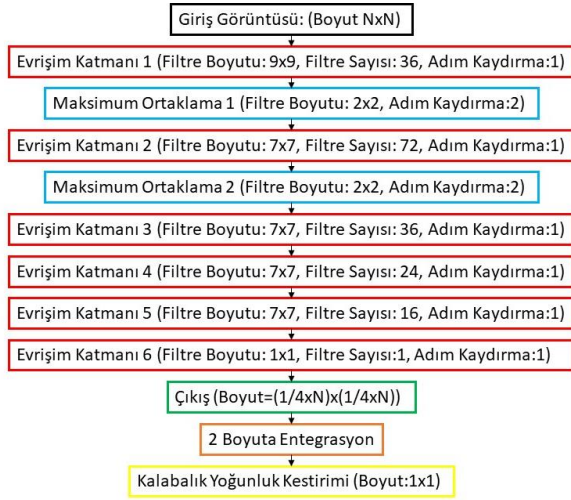 Giriş Görüntüsü: (Boyut NxN)
Evrişim Katmanı 1 (Filtre Boyutu: 9x9, Filtre Sayısı: 36, Adım Kaydırma:1)
Maksimum Ortaklama 1 (Filtre Boyutu: 2x2, Adım Kaydırma:2)
Evrişim Katmanı 2 (Filtre Boyutu: 7x7, Filtre Sayısı: 72, Adım Kaydırma:1)
Maksimum Ortaklama 2 (Filtre Boyutu: 2x2, Adım Kaydırma:2)
Evrişim Katmanı 3 (Filtre Boyutu: 7x7, Filtre Sayısı: 36, Adım Kaydırma:1)
Evrişim Katmanı 4 (Filtre Boyutu: 7x7, Filtre Sayısı: 24, Adım Kaydırma:1)
Evrişim Katmanı 5 (Filtre Boyutu: 7x7, Filtre Sayısı: 16, Adım Kaydırma:1)
Evrişim Katmanı 6 (Filtre Boyutu: 1x1, Filtre Sayısı:1, Adım Kaydırma:1)
Çıkış (Boyut=(1/4xN)x(1/4xN))
2 Boyuta Entegrasyon
Kalabalık Yoğunluk Kestirimi (Boyut:1x1)